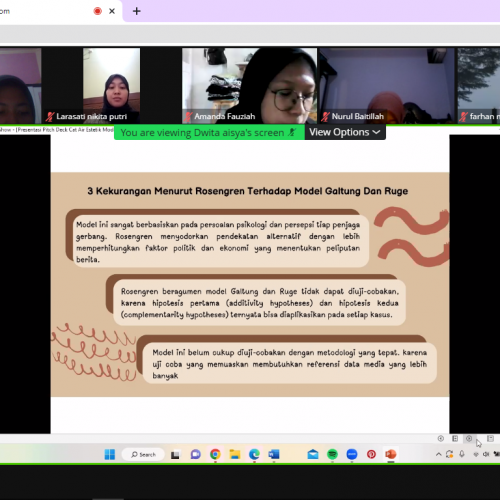 om
Larasati nikita putri
Amanda Fauziah
Nurul Baitillah
farhan
You are viewing Dwita aisya's screen
View Options
Show - [Presentasi Pitch Deck Cat Air Estetik Mod
3 Kekurangan Menurut Rosengren Terhadap Model Galtung Dan Ruge
Model ini sangat berbasiskan pada persoalan psikologi dan persepsi tiap penjaga
gerbang. Rosengren menyodorkan pendekatan alternatif dengan lebih
memperhitungkan faktor politik dan ekonomi yang menentukan peliputan
berita.
Rosengren beragumen model Galtung dan Ruge tidak dapat diuji-cobakan,
karena hipotesis pertama (additivity hypotheses) dan hipotesis kedua
(complementarity hypotheses) ternyata bisa diaplikasikan pada setiap kasus.
Model ini belum cukup diuji-cobakan dengan metodologi yang tepat. karena
uji coba yang memuaskan membutuhkan referensi data media yang lebih
banyak
Search